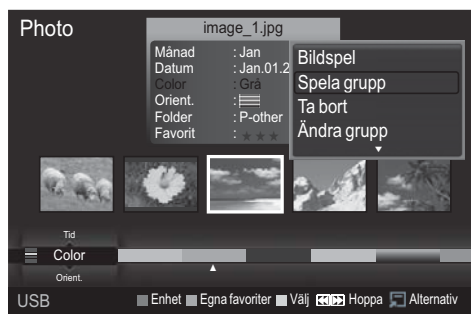 Photo
image_1.jpg
Månad : Jan
Datum : Jan.01.2
Color : Grå
Orient. :
Folder : P-other
Favorit : ★ ★ ★
Bildspel
Spela grupp
Ta bort
Ändra grupp
Tid
Color
Orient.
USB
Enhet Egna favoriter Välj Hoppa Alternativ